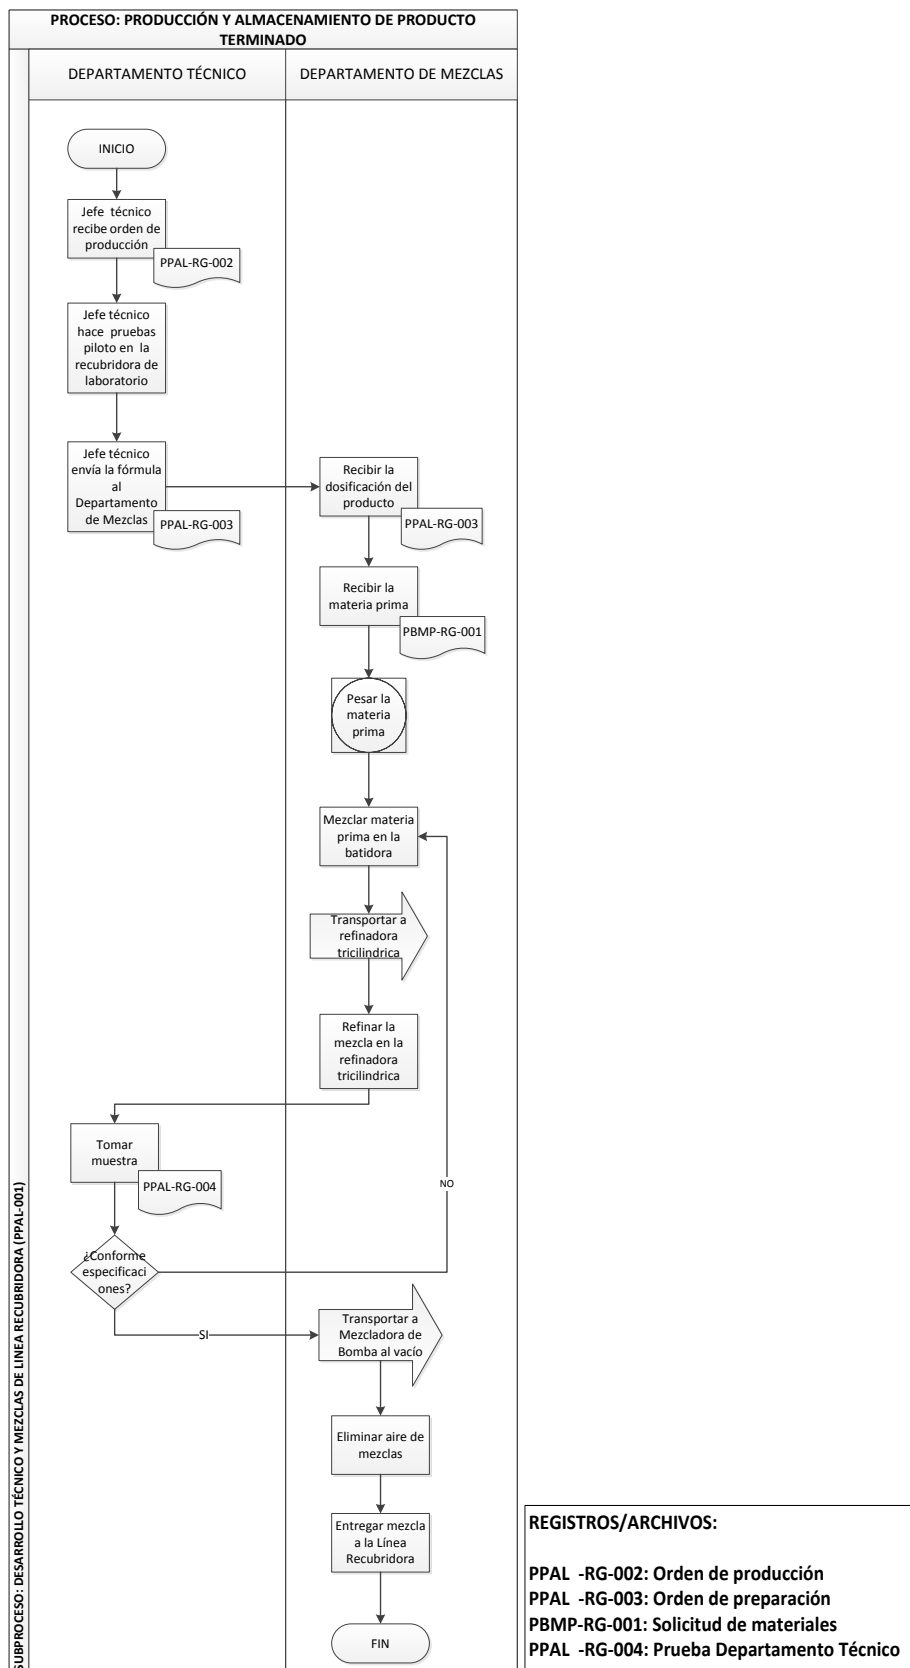 PROCESO: PRODUCCIÓN Y ALMACENAMIENTO DE PRODUCTO
TERMINADO
SUBPROCESO: DESARROLLO TÉCNICO Y MEZCLAS DE LINEA RECUBRIDORA (PPAL-001)
DEPARTAMENTO TÉCNICO
DEPARTAMENTO DE MEZCLAS
INICIO
Jefe técnico
recibe orden de
producción
PPAL-RG-002
Jefe técnico
hace pruebas
piloto en la
recubridora de
laboratorio
Jefe técnico
envía la fórmula
al
Departamento
de Mezclas
PPAL-RG-003
Recibir la
dosificación del
producto
PPAL-RG-003
Recibir la
materia prima
PBMP-RG-001
Pesar la
materia
prima
Mezclar materia
prima en la
batidora
Transportar a
refinadora
tricilindrica
Refinar la
mezcla en la
refinadora
tricilindrica
Tomar
muestra
PPAL-RG-004
NO
¿Conforme
especificaci
ones?
SI
Transportar a
Mezcladora de
Bomba al vacío
Eliminar aire de
mezclas
Entregar mezcla
a la Línea
Recubridora
FIN
REGISTROS/ARCHIVOS:
PPAL -RG-002: Orden de producción
PPAL -RG-003: Orden de preparación
PBMP-RG-001: Solicitud de materiales
PPAL -RG-004: Prueba Departamento Técnico